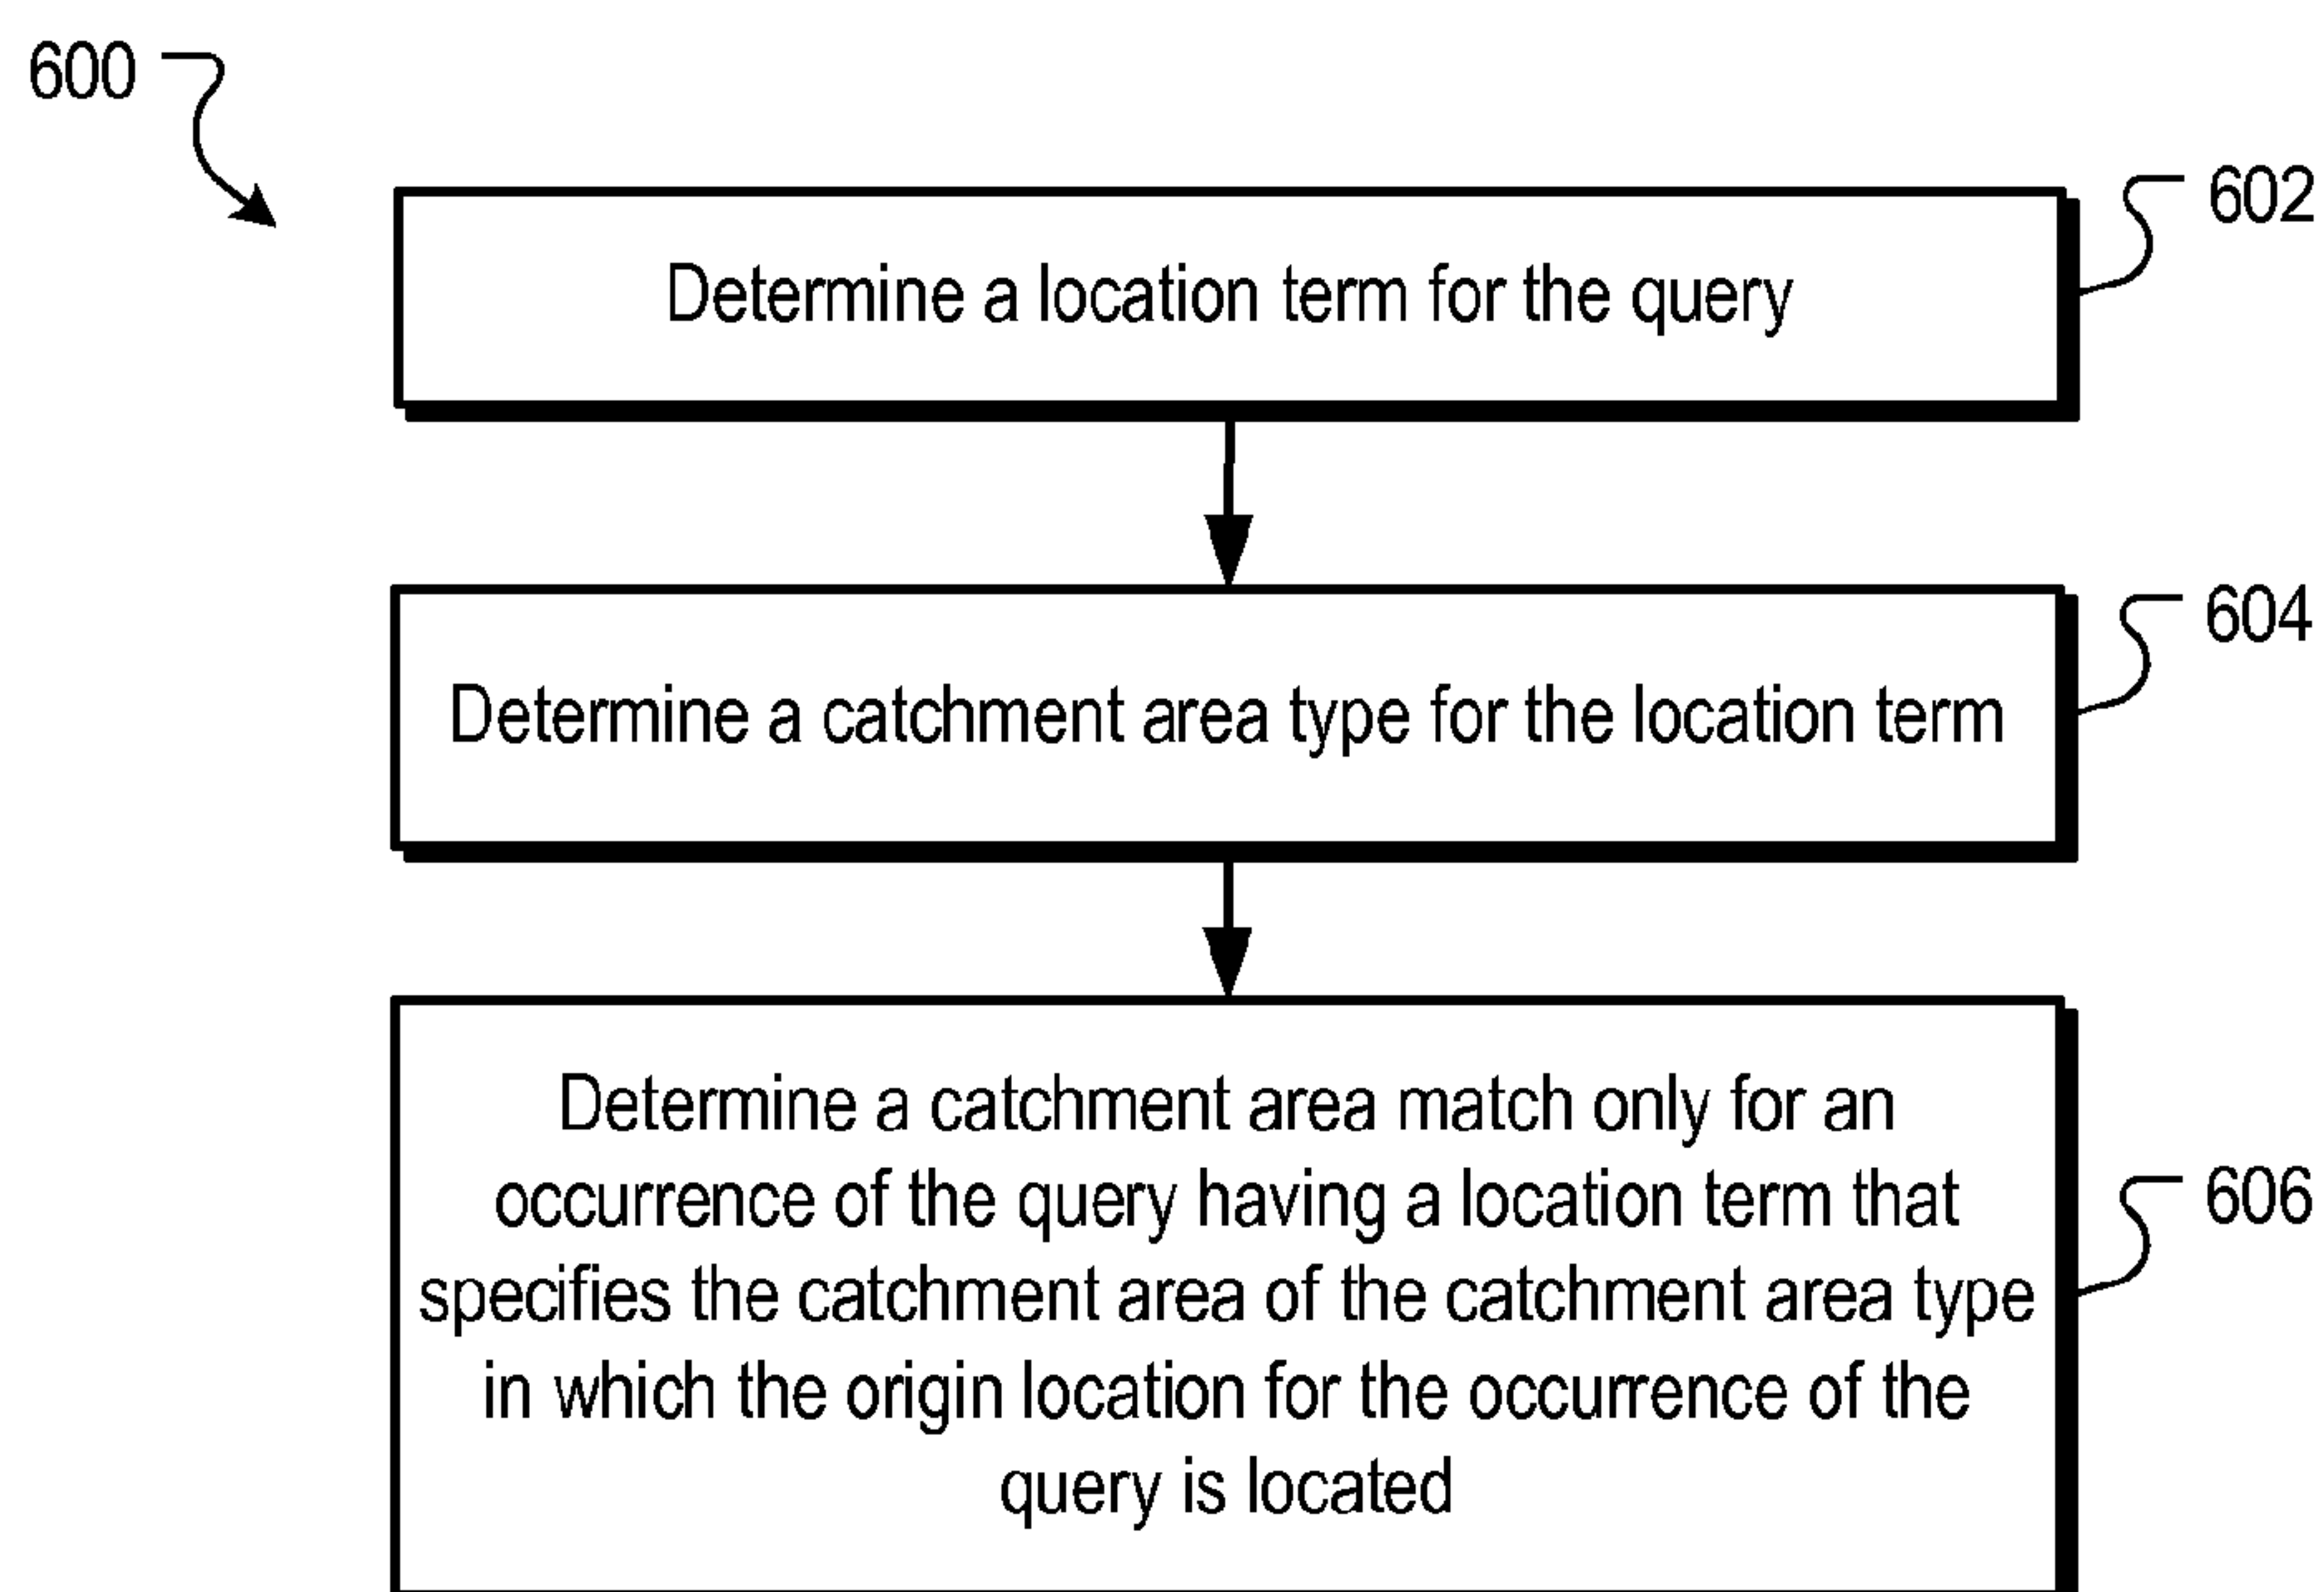 600
602
Determine a location term for the query
604
Determine a catchment area type for the location term
Determine a catchment area match only for an
occurrence of the query having a location term that
606
specifies the catchment area of the catchment area type
in which the origin location for the occurrence of the
query is located